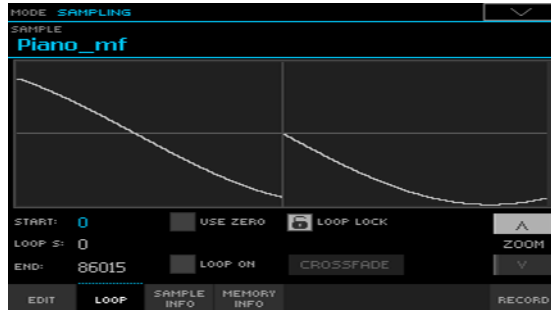 MODE SAMPLING
SAMPLE
Piano_mf
START: 0 USE ZERO LOOP LOCK
LOOP S: 0 ZOOM
END: 86015 LOOP ON CROSSFADE
EDIT LOOP SAMPLE INFO MEMORY INFO RECORD